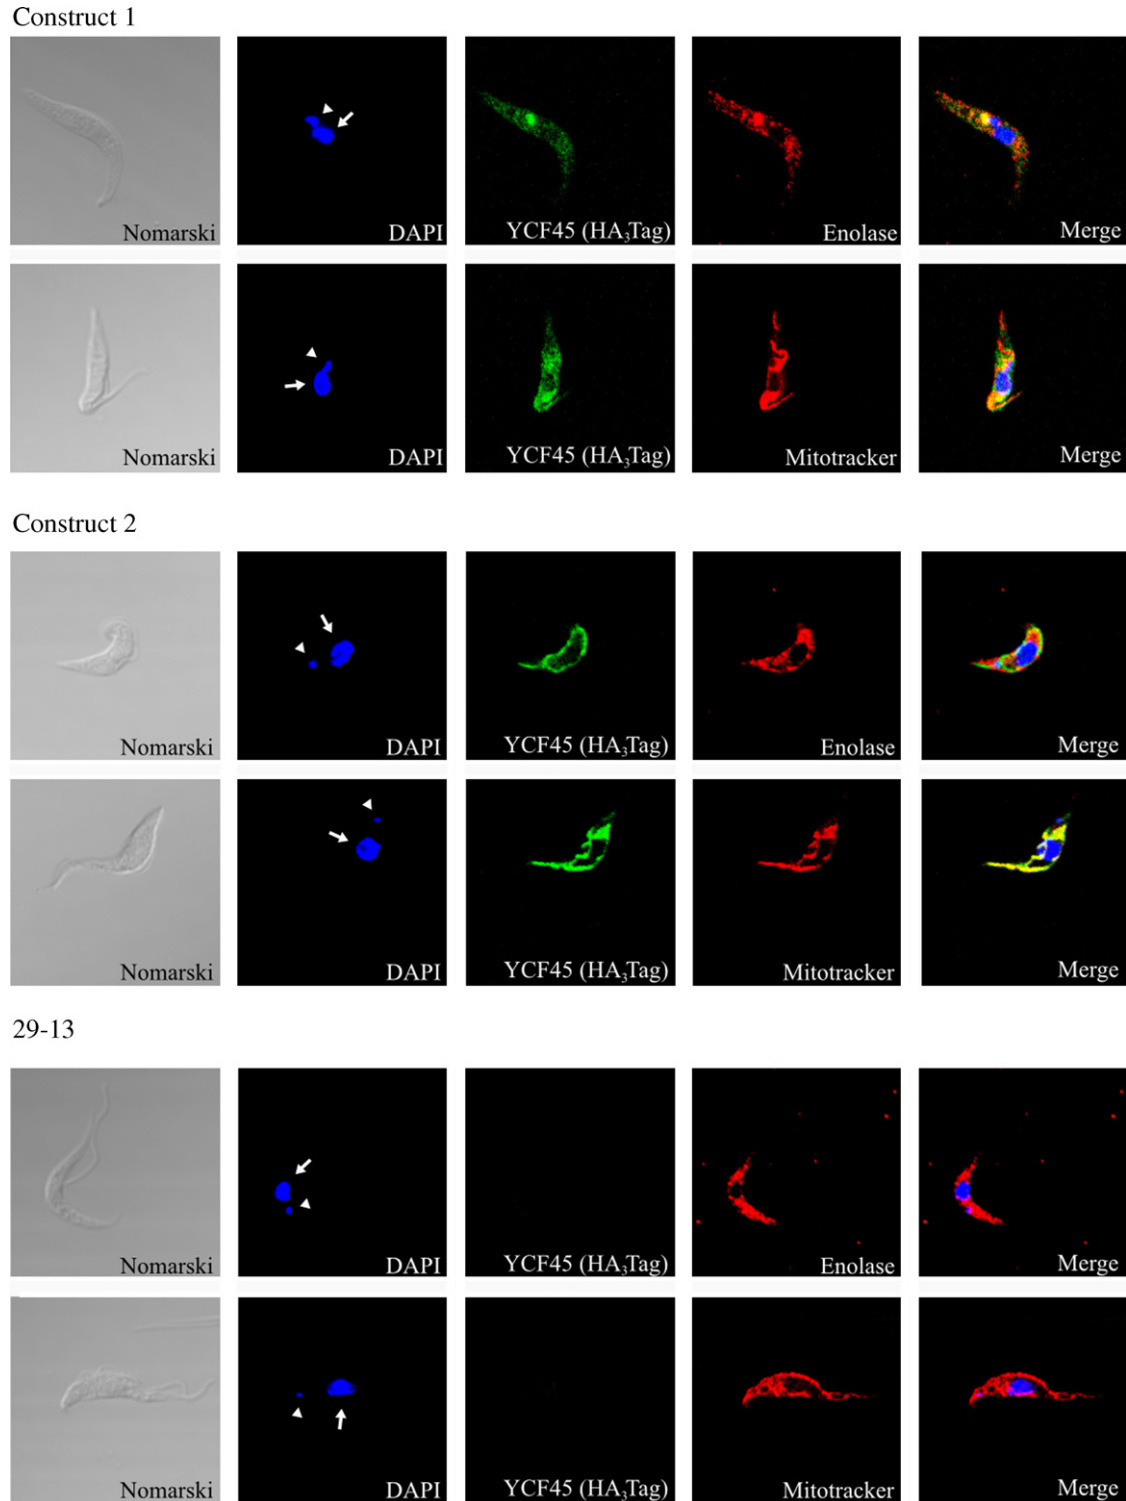 Construct 1
Nomarski DAPI YCF45 (HA₃Tag) Enolase Merge
Nomarski DAPI YCF45 (HA₃Tag) Mitotracker Merge
Construct 2
Nomarski DAPI YCF45 (HA₃Tag) Enolase Merge
Nomarski DAPI YCF45 (HA₃Tag) Mitotracker Merge
29-13
Nomarski DAPI YCF45 (HA₃Tag) Enolase Merge
Nomarski DAPI YCF45 (HA₃Tag) Mitotracker Merge